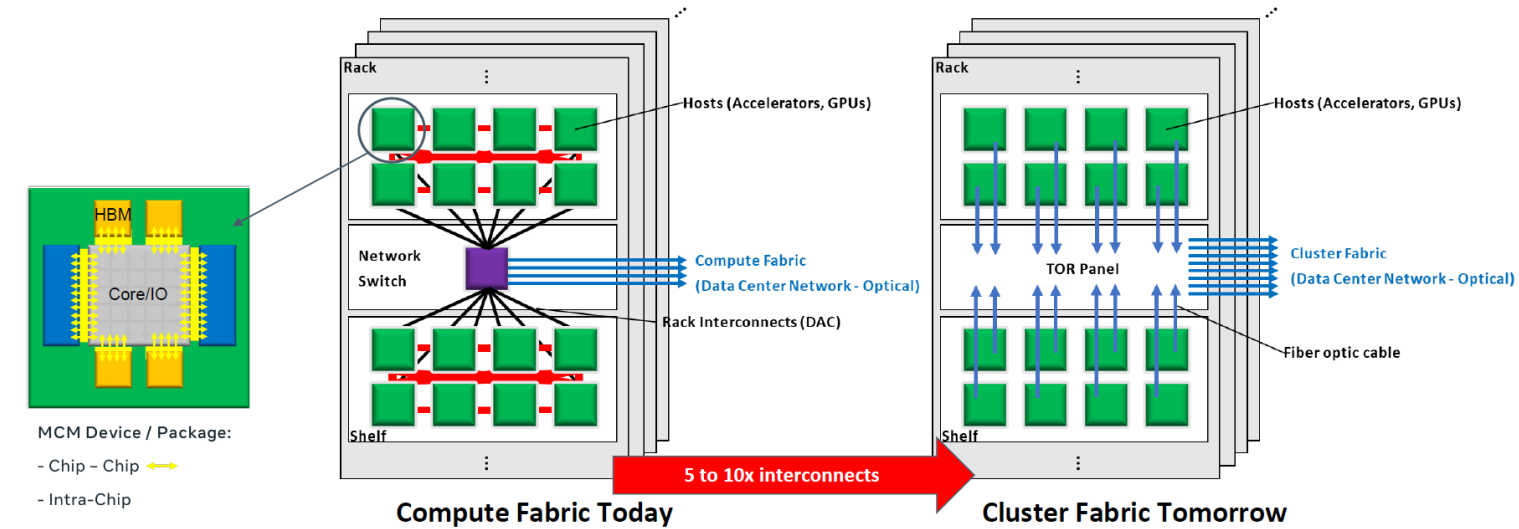 Rack
Hosts (Accelerators, GPUs)
Network
Switch
Compute Fabric
(Data Center Network - Optical)
Rack Interconnects (DAC)
Shelf
HBM
Core/IO
MCM Device / Package:
- Chip – Chip
- Intra-Chip
Compute Fabric Today
5 to 10x interconnects
Rack
Hosts (Accelerators, GPUs)
TOR Panel
Cluster Fabric
(Data Center Network - Optical)
Fiber optic cable
Shelf
Cluster Fabric Tomorrow